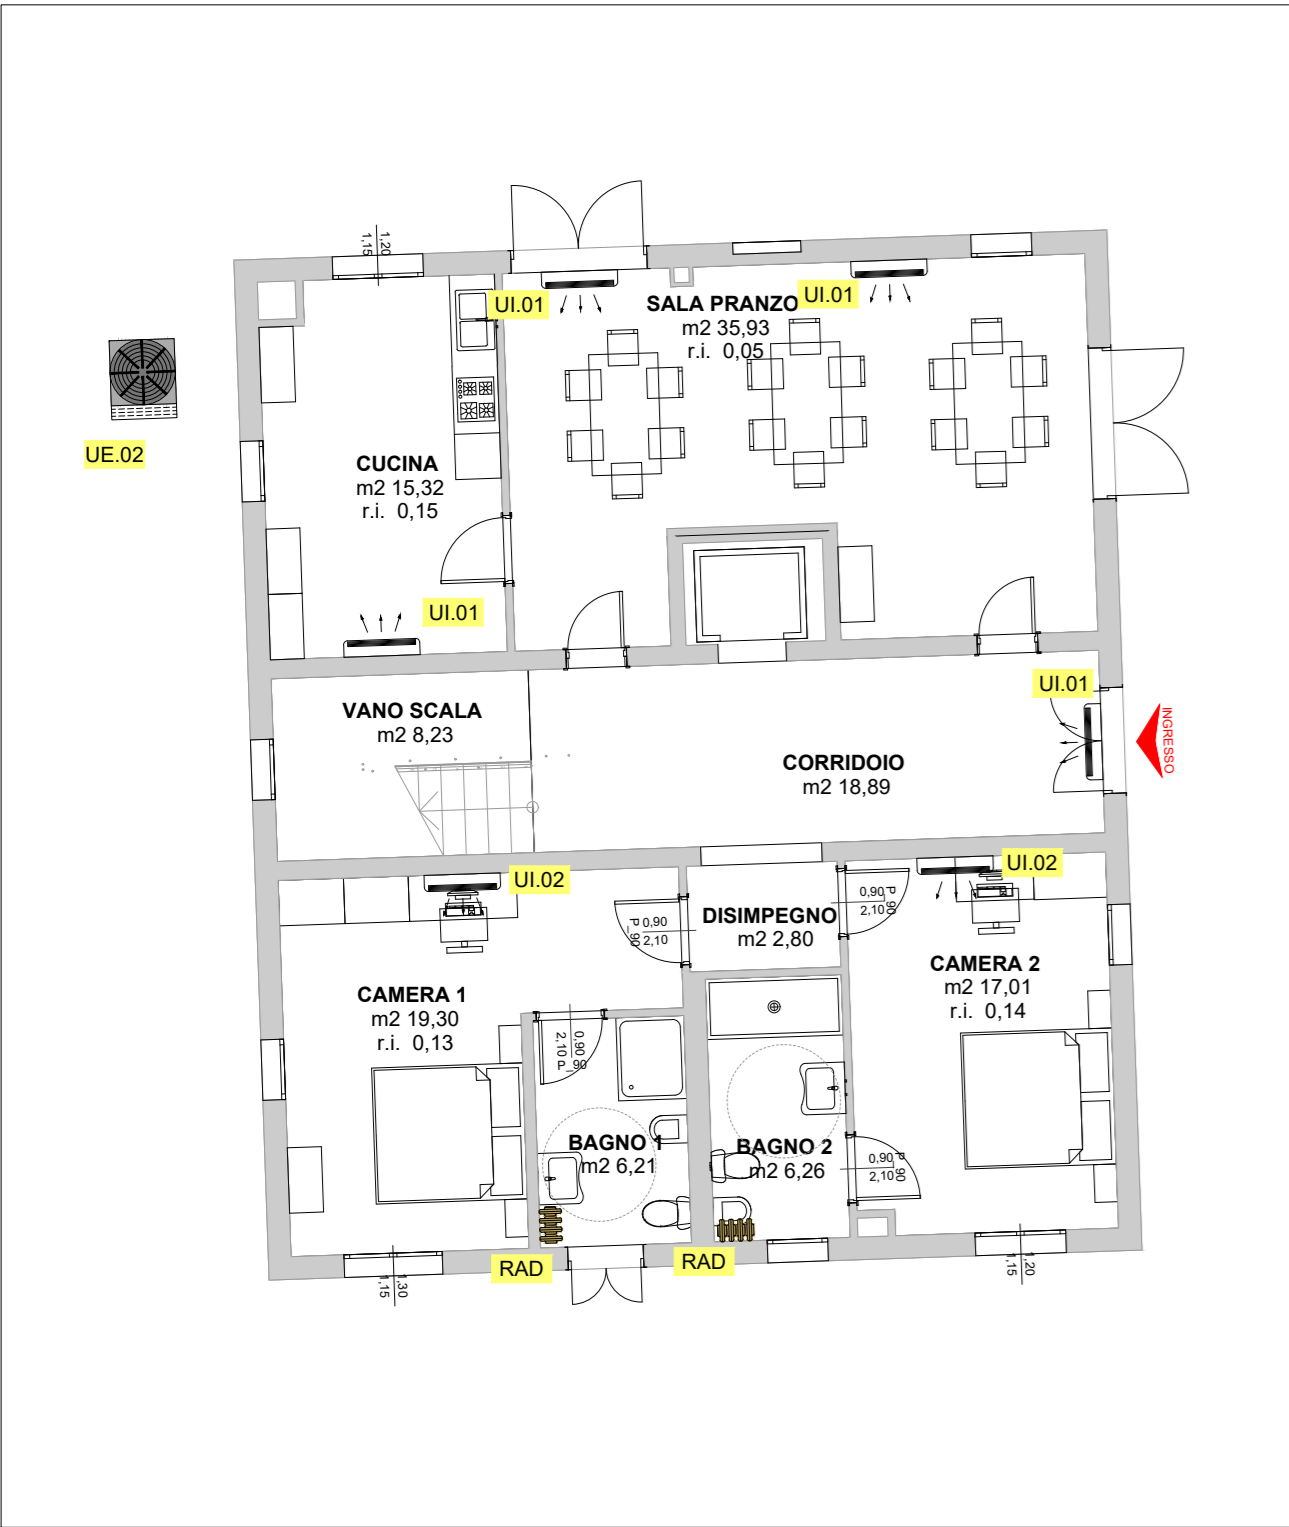 1,20
1,15
UI.01
SALA PRANZO
m2 35,93
r.i. 0,05
UI.01
UE.02
CUCINA
m2 15,32
r.i. 0,15
UI.01
UI.01
INGRESSO
VANO SCALA
m2 8,23
CORRIDOIO
m2 18,89
UI.02
UI.02
0,90
2,10
P_90
DISIMPEGNO
m2 2,80
0,90
2,10
P_90
CAMERA 1
m2 19,30
r.i. 0,13
CAMERA 2
m2 17,01
r.i. 0,14
0,90
2,10
P_90
BAGNO 1
m2 6,21
BAGNO 2
m2 6,26
0,90
2,10
P_90
RAD
RAD
1,30
1,15
1,20
1,15